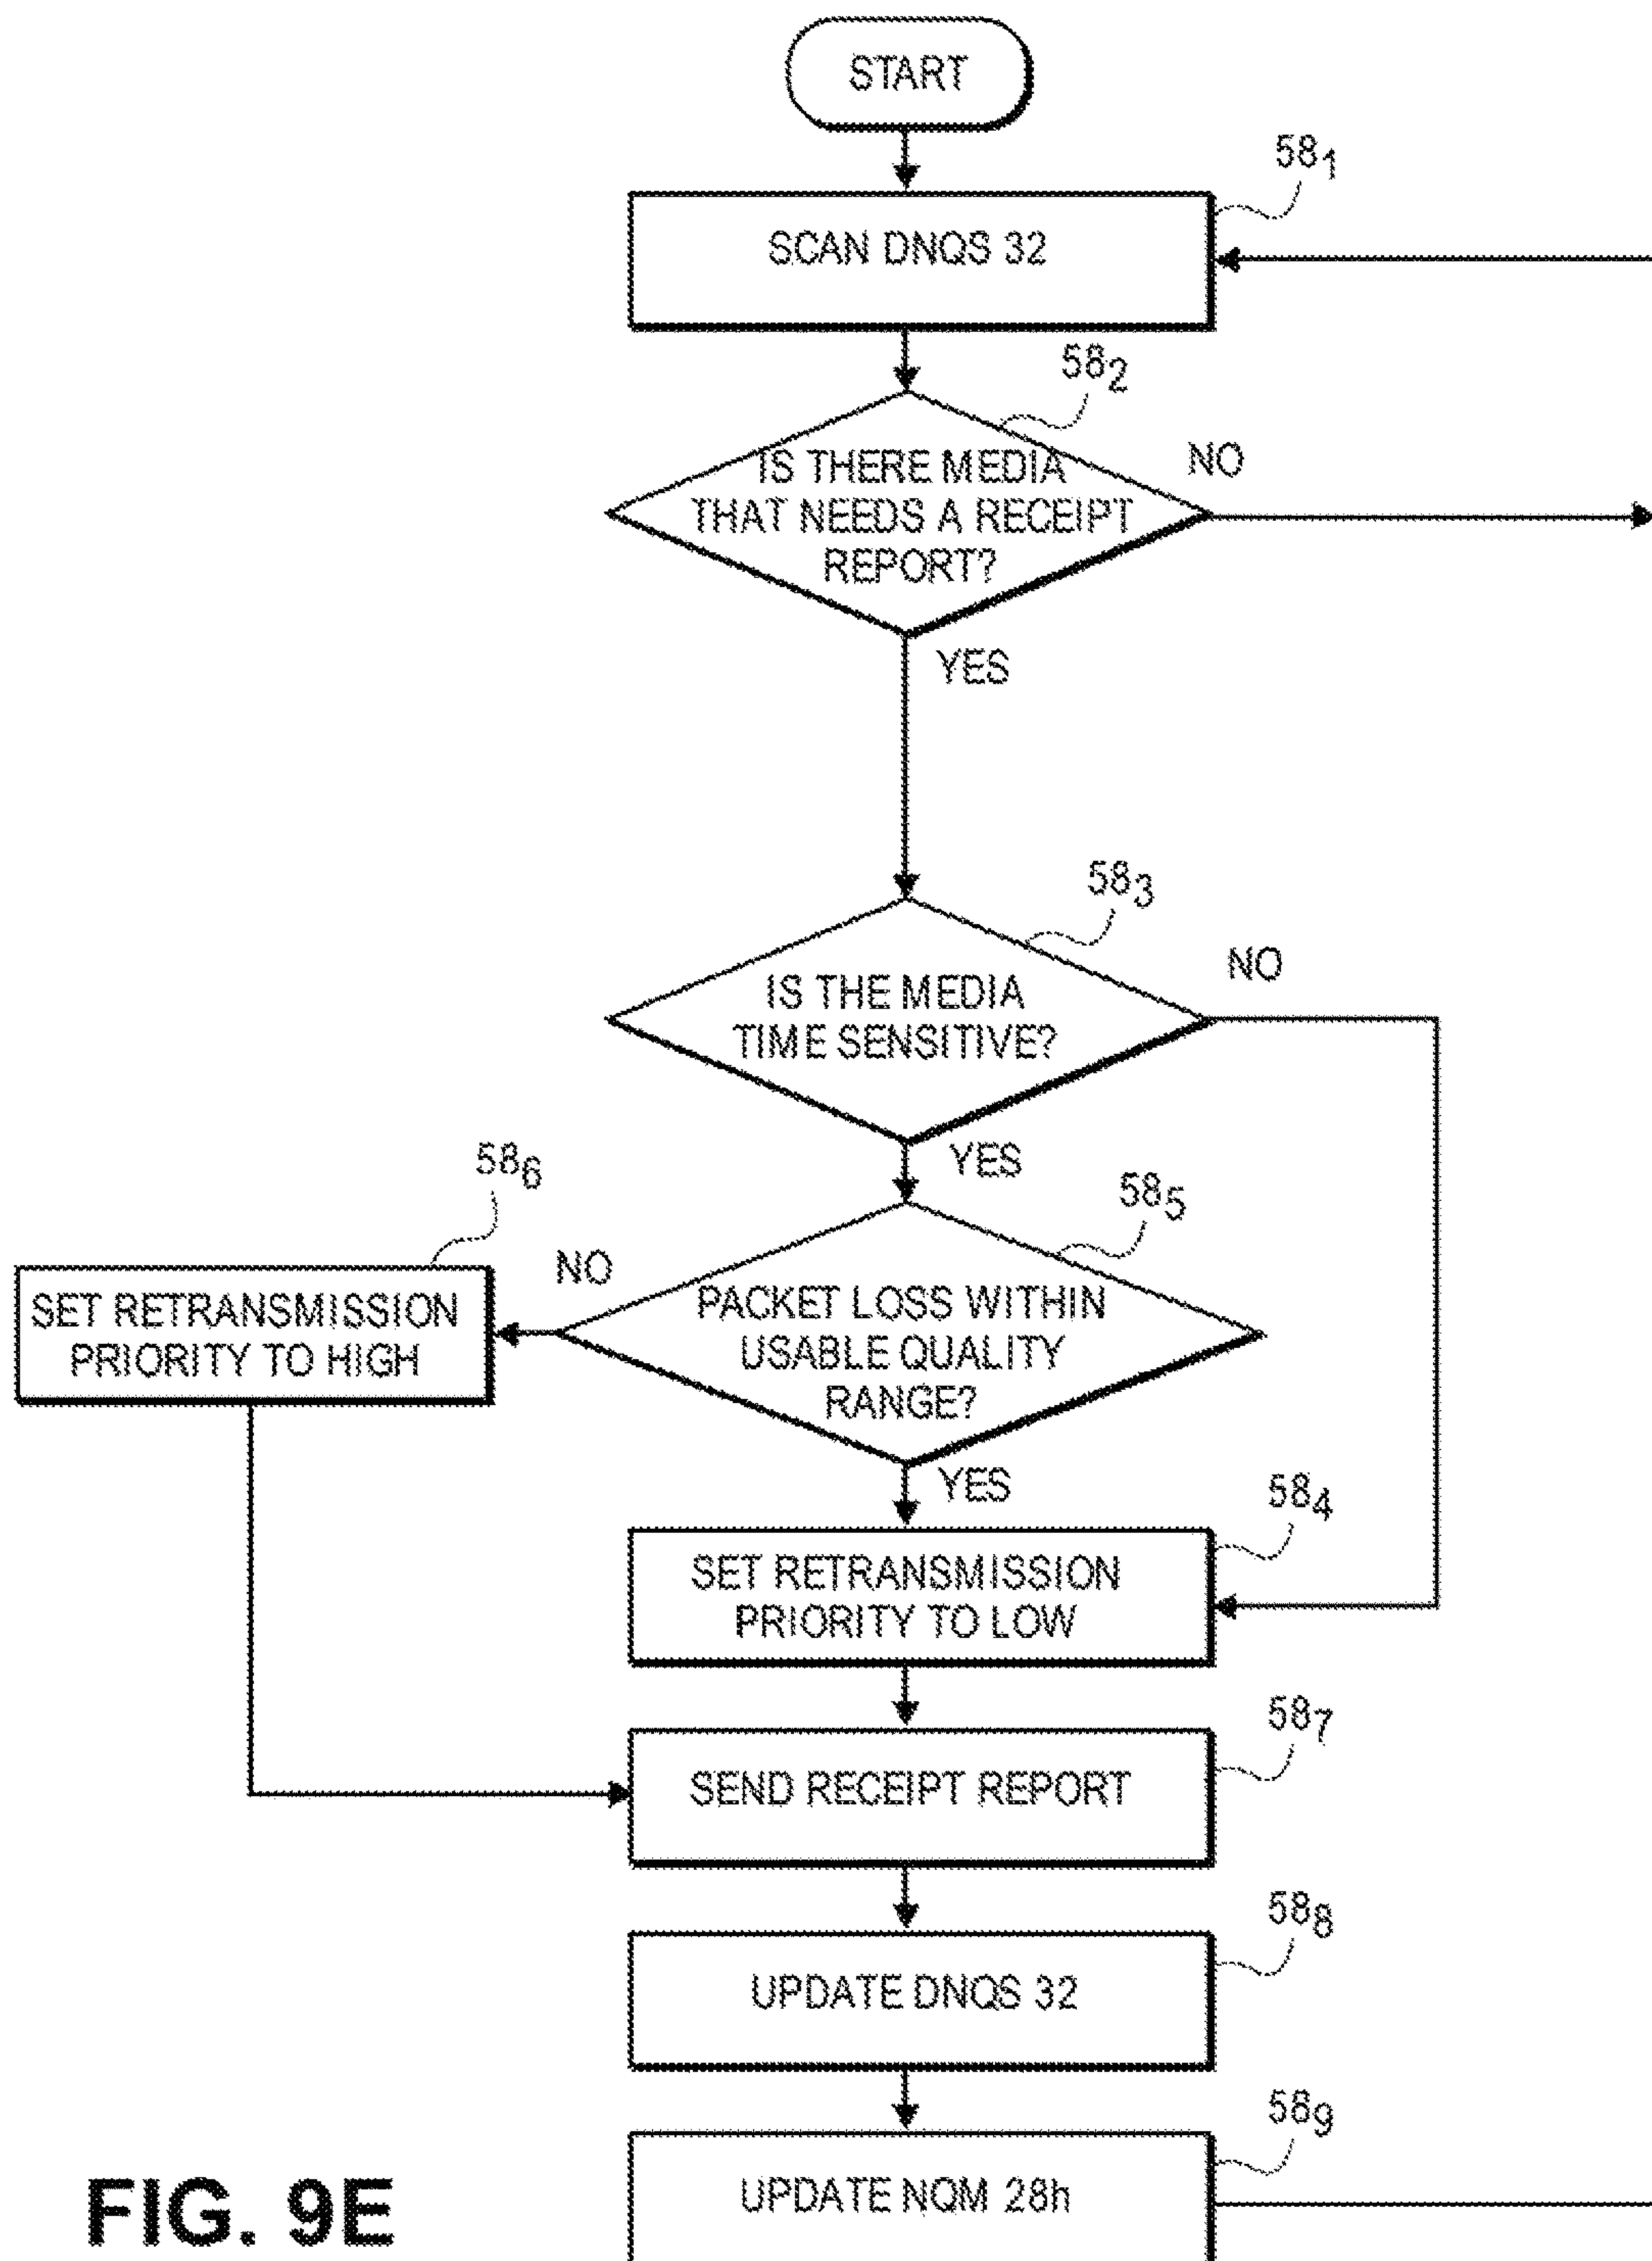 START
58₁
SCAN DNQS 32
58₂
IS THERE MEDIA
THAT NEEDS A RECEIPT
REPORT?
NO
YES
58₃
IS THE MEDIA
TIME SENSITIVE?
NO
YES
58₆
58₅
SET RETRANSMISSION
PRIORITY TO HIGH
NO
PACKET LOSS WITHIN
USABLE QUALITY
RANGE?
YES
58₄
SET RETRANSMISSION
PRIORITY TO LOW
58₇
SEND RECEIPT REPORT
58₈
UPDATE DNQS 32
58₉
UPDATE NQM 28h
FIG. 9E